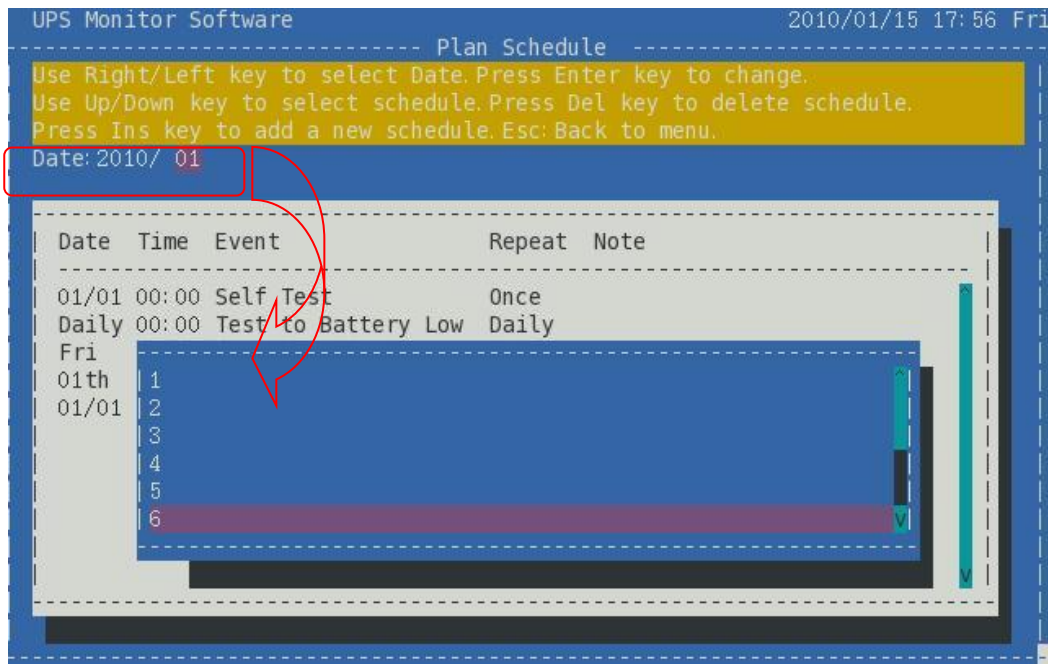 UPS Monitor Software 2010/01/15 17:56 Fri
Plan Schedule
Use Right/Left key to select Date.Press Enter key to change.
Use Up/Down key to select schedule.Press Del key to delete schedule.
Press Ins key to add a new schedule.Esc:Back to menu.
Date:2010/ 01
Date Time Event Repeat Note
01/01 00:00 Self Test Once
Daily 00:00 Test to Battery Low Daily
Fri
01th 1
01/01 2
3
4
5
6